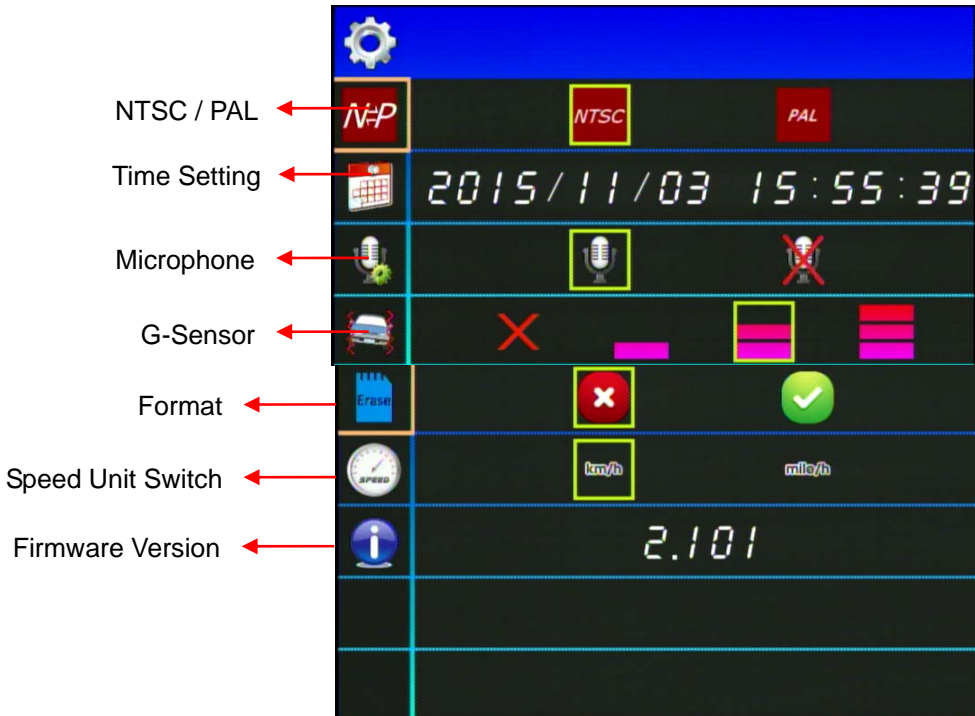 NTSC / PAL
N⇌P NTSC PAL
Time Setting
2015/11/03 15:55:39
Microphone
G-Sensor
Format
Erase
Speed Unit Switch
SPEED km/h mile/h
Firmware Version
i 2.101